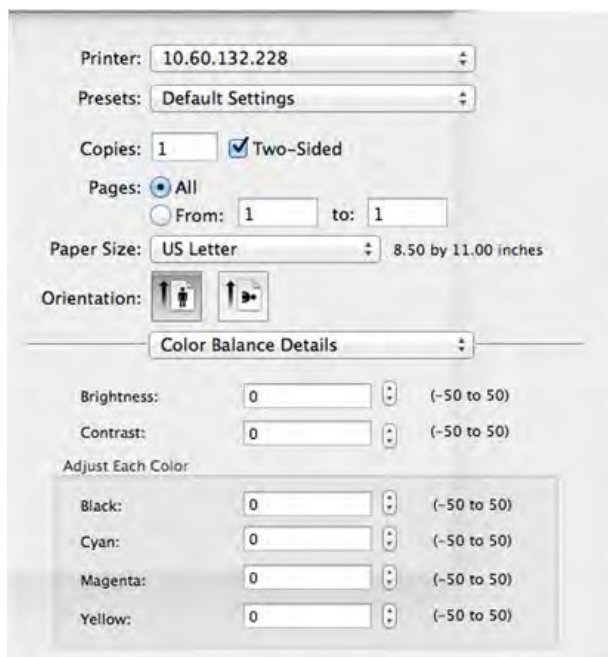 Printer: 10.60.132.228
Presets: Default Settings
Copies: 1 Two-Sided
Pages: All
From: 1 to: 1
Paper Size: US Letter 8.50 by 11.00 inches
Orientation:
Color Balance Details
Brightness: 0 (-50 to 50)
Contrast: 0 (-50 to 50)
Adjust Each Color
Black: 0 (-50 to 50)
Cyan: 0 (-50 to 50)
Magenta: 0 (-50 to 50)
Yellow: 0 (-50 to 50)